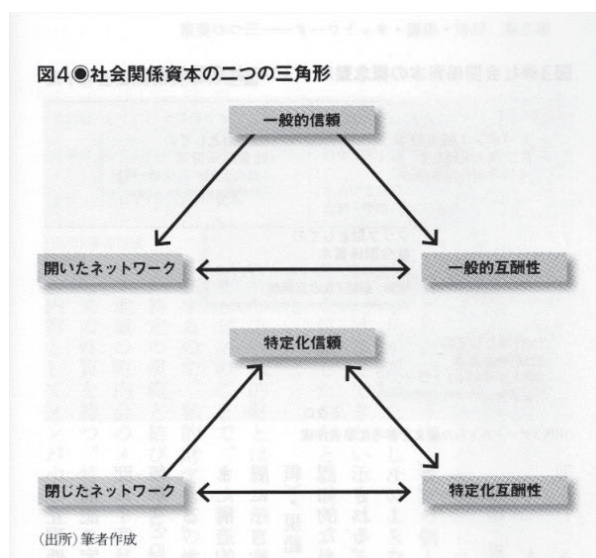 図4◉社会関係資本の二つの三角形
一般的信頼
開いたネットワーク
一般的互酬性
特定化信頼
閉じたネットワーク
特定化互酬性
(出所)筆者作成